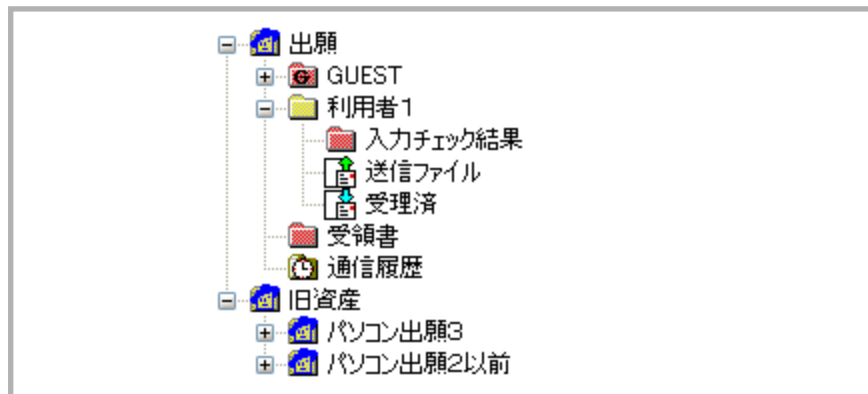 出願
GUEST
利用者1
入力チェック結果
送信ファイル
受理済
受領書
通信履歴
旧資産
パソコン出願3
パソコン出願2以前